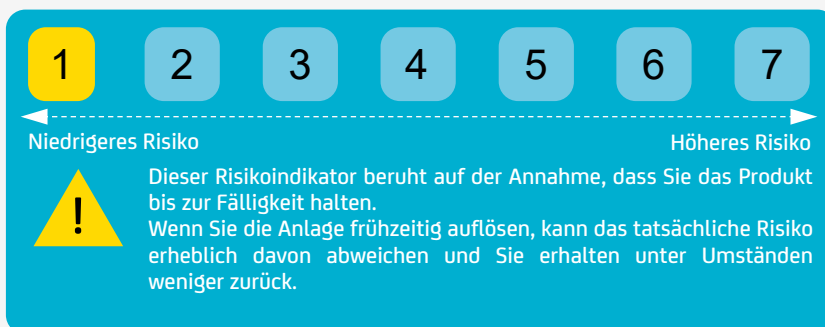 1 2 3 4 5 6 7
Niedrigeres Risiko Höheres Risiko
! Dieser Risikoindikator beruht auf der Annahme, dass Sie das Produkt
bis zur Fälligkeit halten.
Wenn Sie die Anlage frühzeitig auflösen, kann das tatsächliche Risiko
erheblich davon abweichen und Sie erhalten unter Umständen
weniger zurück.